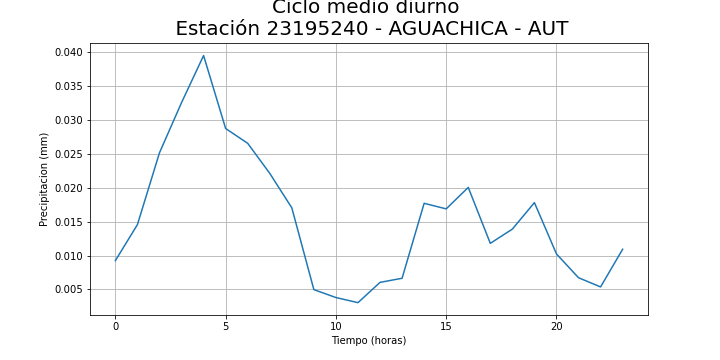 Ciclo medio diurno
Estación 23195240 - AGUACHICA - AUT
0.040
0.035
0.030
0.025
0.020
0.015
0.010
0.005
Precipitacion (mm)
0 5 10 15 20
Tiempo (horas)